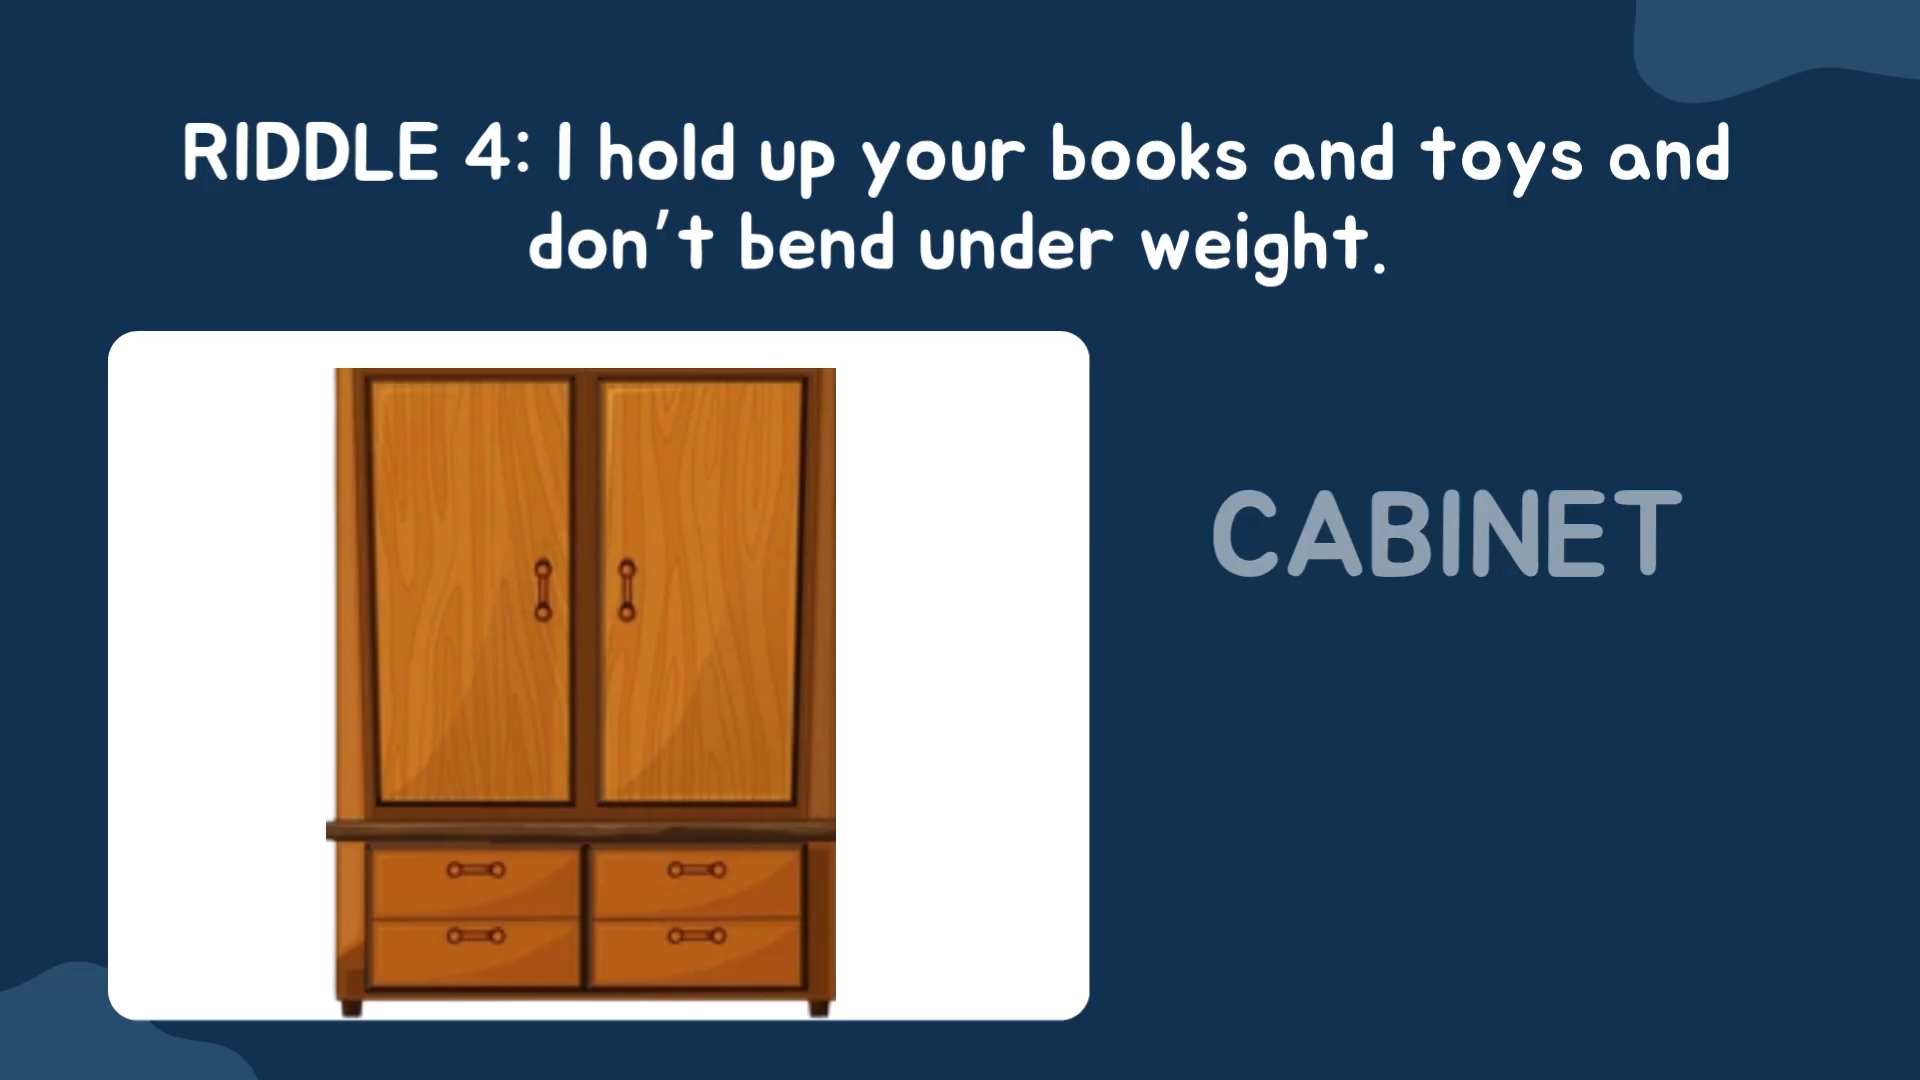 RIDDLE 4: I hold up your books and toys and
don't bend under weight.
CABINET